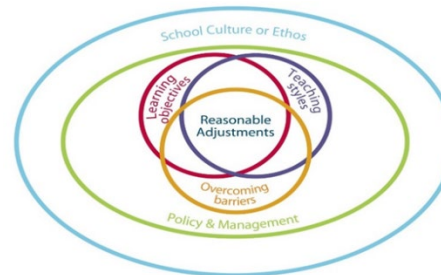 School Culture or Ethos
Learning
objectives
Teaching
styles
Reasonable
Adjustments
Overcoming
barriers
Policy & Management